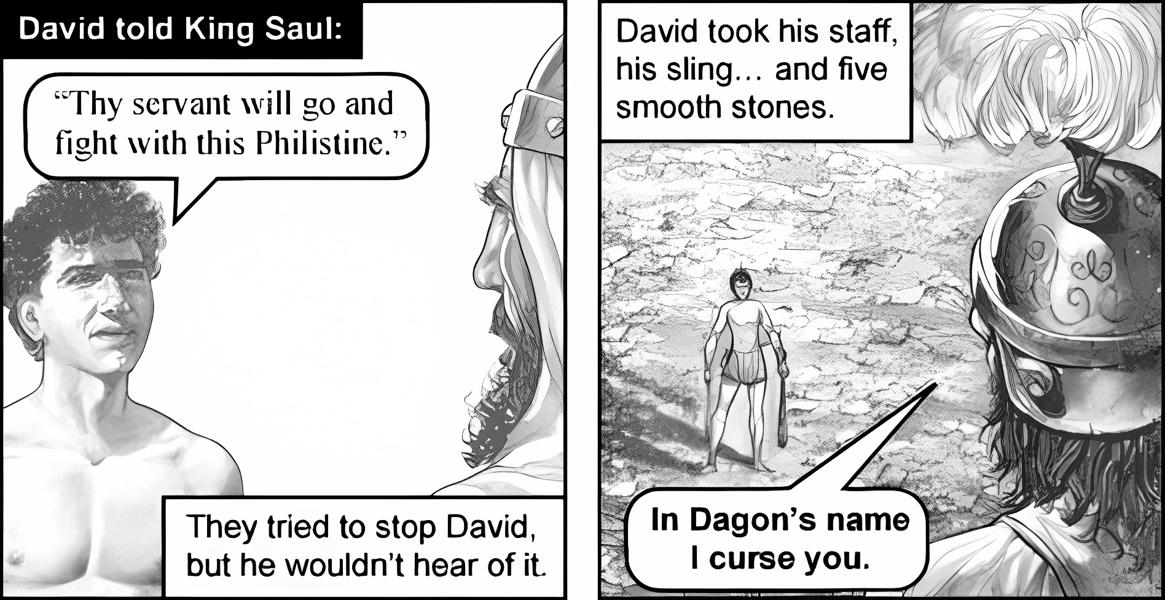 David told King Saul:
“Thy servant will go and
fight with this Philistine.”
They tried to stop David,
but he wouldn’t hear of it.
David took his staff,
his sling... and five
smooth stones.
In Dagon’s name
I curse you.